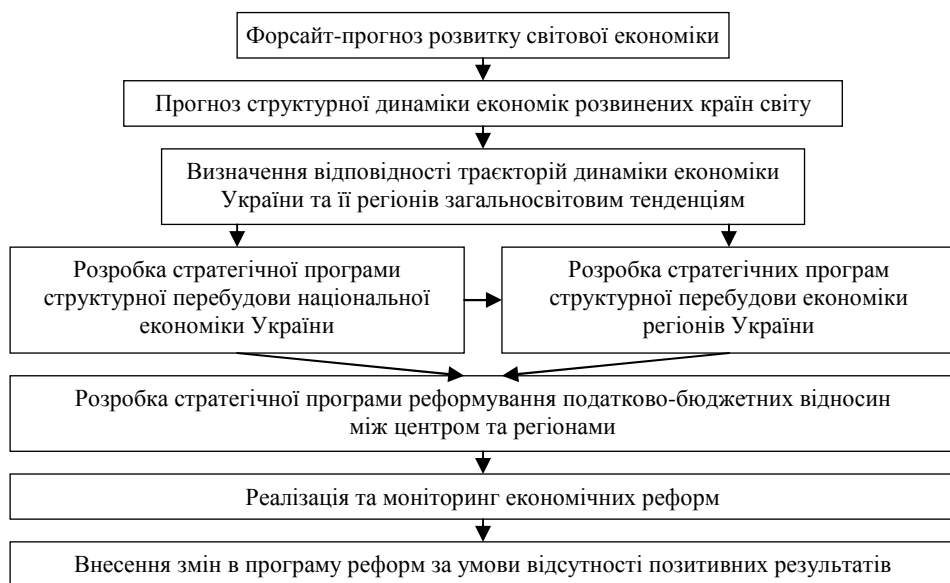 Форсайт-прогноз розвитку світової економіки
Прогноз структурної динаміки економік розвинених країн світу
Визначення відповідності траєкторій динаміки економіки
України та її регіонів загальносвітовим тенденціям
Розробка стратегічної програми
структурної перебудови національної
економіки України
Розробка стратегічних програм
структурної перебудови економіки
регіонів України
Розробка стратегічної програми реформування податково-бюджетних відносин
між центром та регіонами
Реалізація та моніторинг економічних реформ
Внесення змін в програму реформ за умови відсутності позитивних результатів